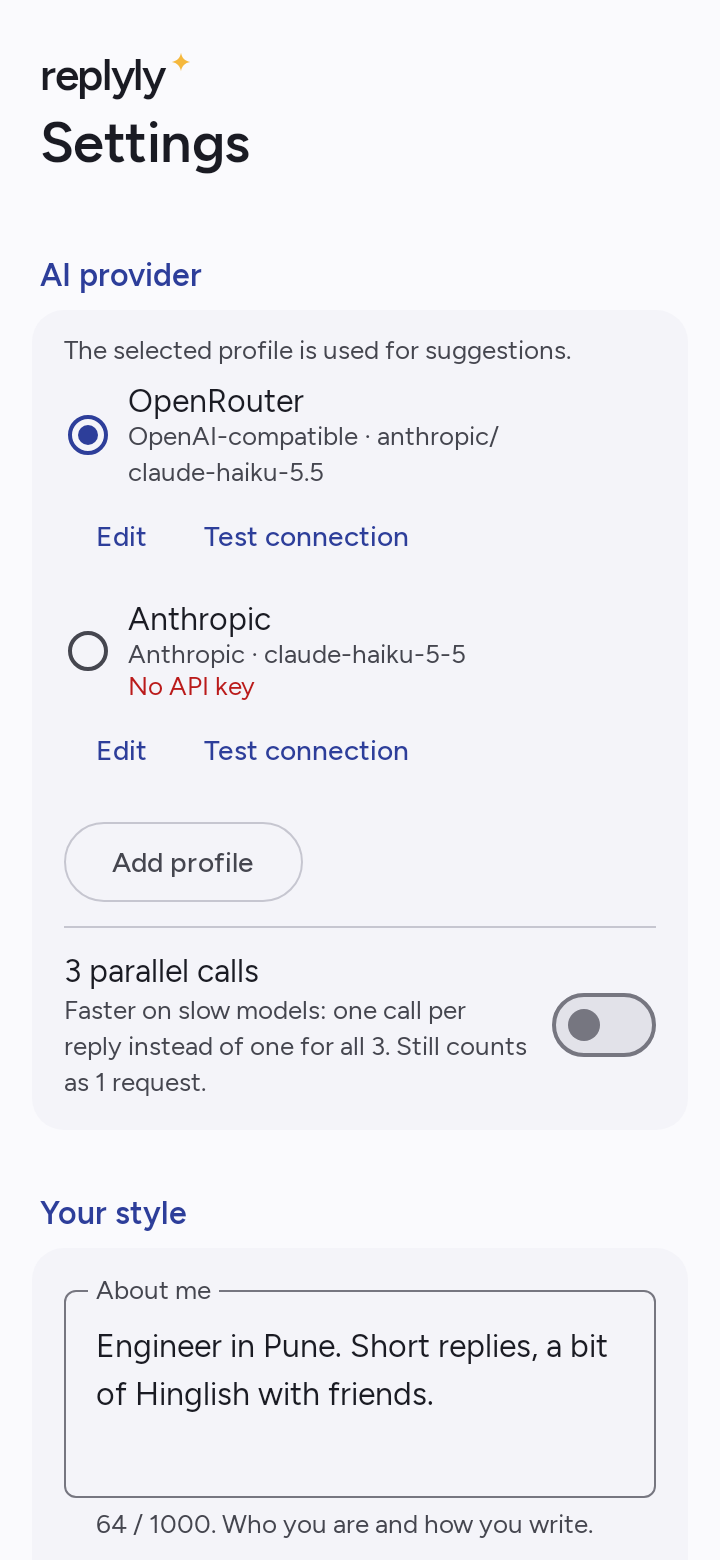 replyly
Settings
AI provider
The selected profile is used for suggestions.
OpenRouter
OpenAI-compatible · anthropic/
claude-haiku-5.5
Edit
Test connection
Anthropic
Anthropic · claude-haiku-5-5
No API key
Edit
Test connection
Add profile
3 parallel calls
Faster on slow models: one call per
reply instead of one for all 3. Still counts
as 1 request.
Your style
About me
Engineer in Pune. Short replies, a bit
of Hinglish with friends.
64 / 1000. Who you are and how you write.